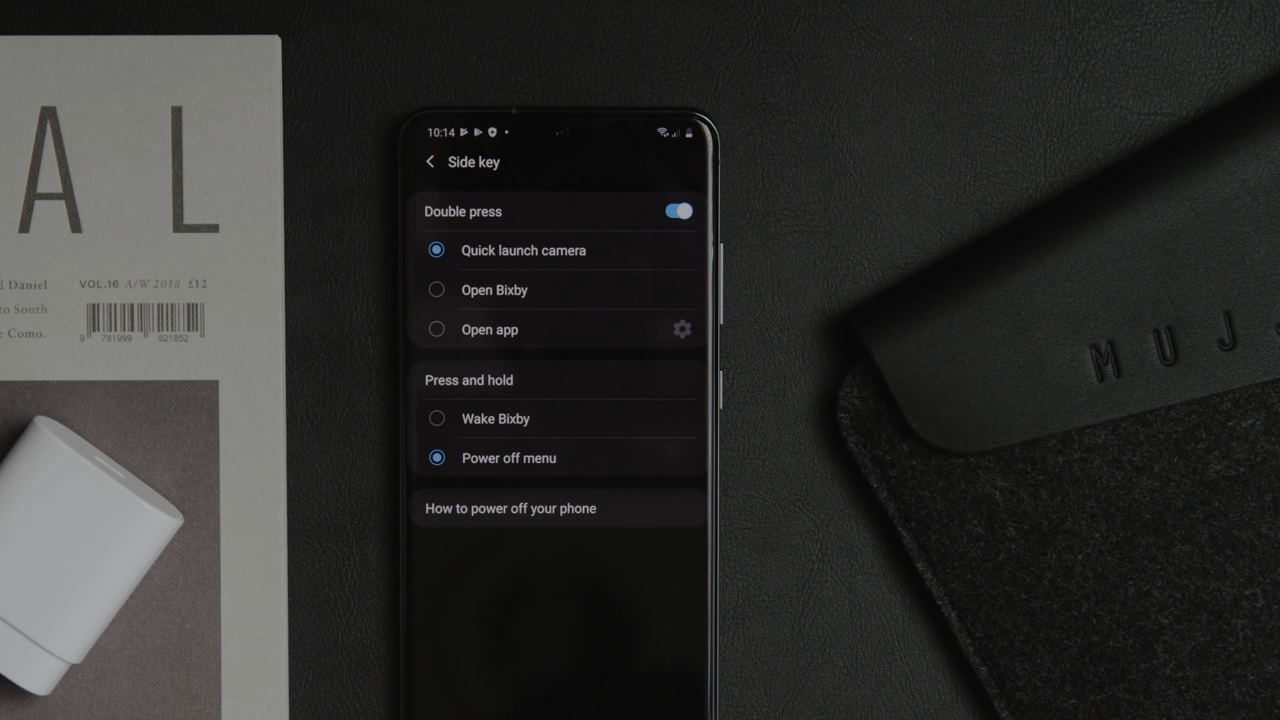 A L
d Daniel
to South
e Como.
VOL.16 A/W 2018 £12
9 781999 821852
10:14
Side key
Double press
Quick launch camera
Open Bixby
Open app
Press and hold
Wake Bixby
Power off menu
How to power off your phone
M U J